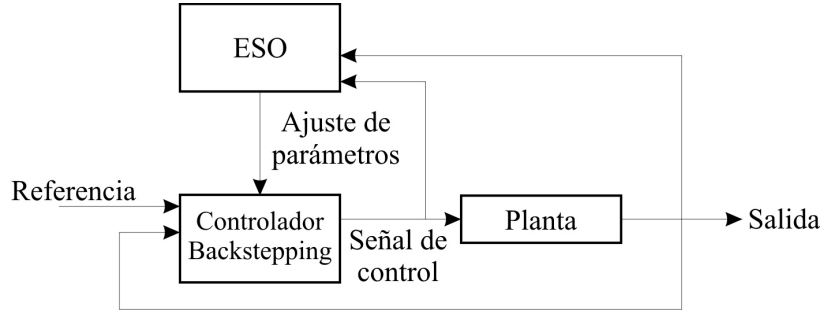 ESO
Ajuste de
parámetros
Referencia
Controlador
Backstepping
Señal de
control
Planta
Salida